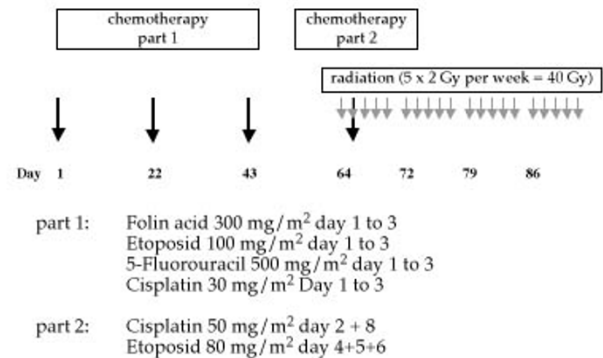 chemotherapy
part 1
chemotherapy
part 2
radiation (5 x 2 Gy per week = 40 Gy)
Day 1 22 43 64 72 79 86
part 1: Folin acid 300 mg/m² day 1 to 3
Etoposid 100 mg/m² day 1 to 3
5-Fluorouracil 500 mg/m² day 1 to 3
Cisplatin 30 mg/m² Day 1 to 3
part 2: Cisplatin 50 mg/m² day 2 + 8
Etoposid 80 mg/m² day 4+5+6